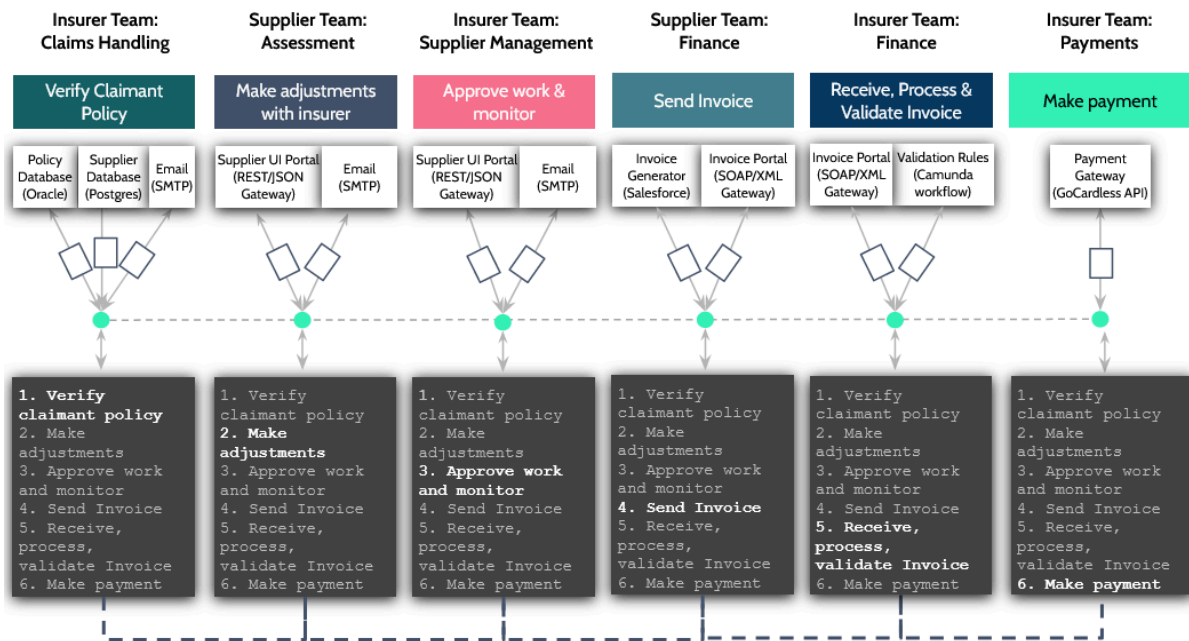 Insurer Team:
Claims Handling
Supplier Team:
Assessment
Insurer Team:
Supplier Management
Supplier Team:
Finance
Insurer Team:
Finance
Insurer Team:
Payments
Verify Claimant
Policy
Make adjustments
with insurer
Approve work &
monitor
Send Invoice
Receive, Process &
Validate Invoice
Make payment
Policy
Database
(Oracle)
Supplier
Database
(Postgres)
Email
(SMTP)
Supplier UI Portal
(REST/JSON
Gateway)
Email
(SMTP)
Supplier UI Portal
(REST/JSON
Gateway)
Email
(SMTP)
Invoice
Generator
(Salesforce)
Invoice Portal
(SOAP/XML
Gateway)
Invoice Portal
(SOAP/XML
Gateway)
Validation Rules
(Camunda
workflow)
Payment
Gateway
(GoCardless API)
1. Verify
claimant policy
2. Make
adjustments
3. Approve work
and monitor
4. Send Invoice
5. Receive,
process,
validate Invoice
6. Make payment
1. Verify
claimant policy
2. Make
adjustments
3. Approve work
and monitor
4. Send Invoice
5. Receive,
process,
validate Invoice
6. Make payment
1. Verify
claimant policy
2. Make
adjustments
3. Approve work
and monitor
4. Send Invoice
5. Receive,
process,
validate Invoice
6. Make payment
1. Verify
claimant policy
2. Make
adjustments
3. Approve work
and monitor
4. Send Invoice
5. Receive,
process,
validate Invoice
6. Make payment
1. Verify
claimant policy
2. Make
adjustments
3. Approve work
and monitor
4. Send Invoice
5. Receive,
process,
validate Invoice
6. Make payment
1. Verify
claimant policy
2. Make
adjustments
3. Approve work
and monitor
4. Send Invoice
5. Receive,
process,
validate Invoice
6. Make payment